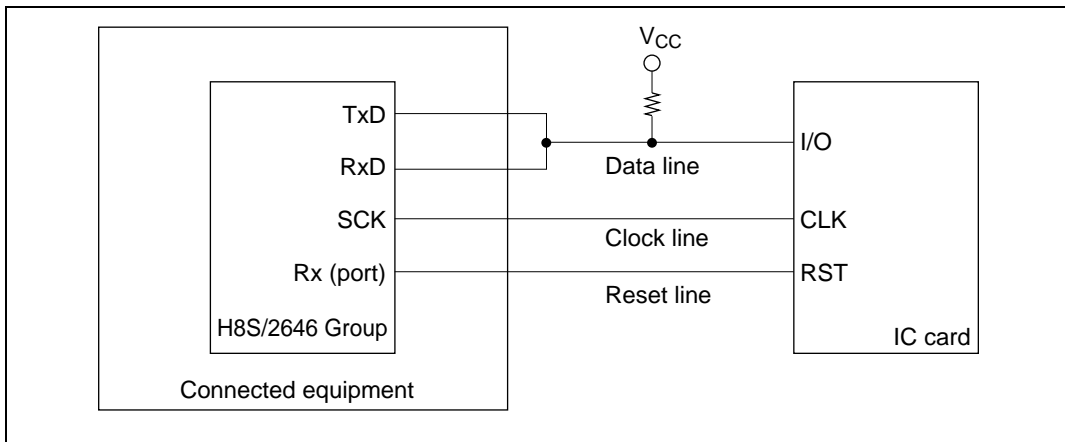 VCC
TxD
RxD
SCK
Rx (port)
H8S/2646 Group
Connected equipment
Data line
Clock line
Reset line
I/O
CLK
RST
IC card